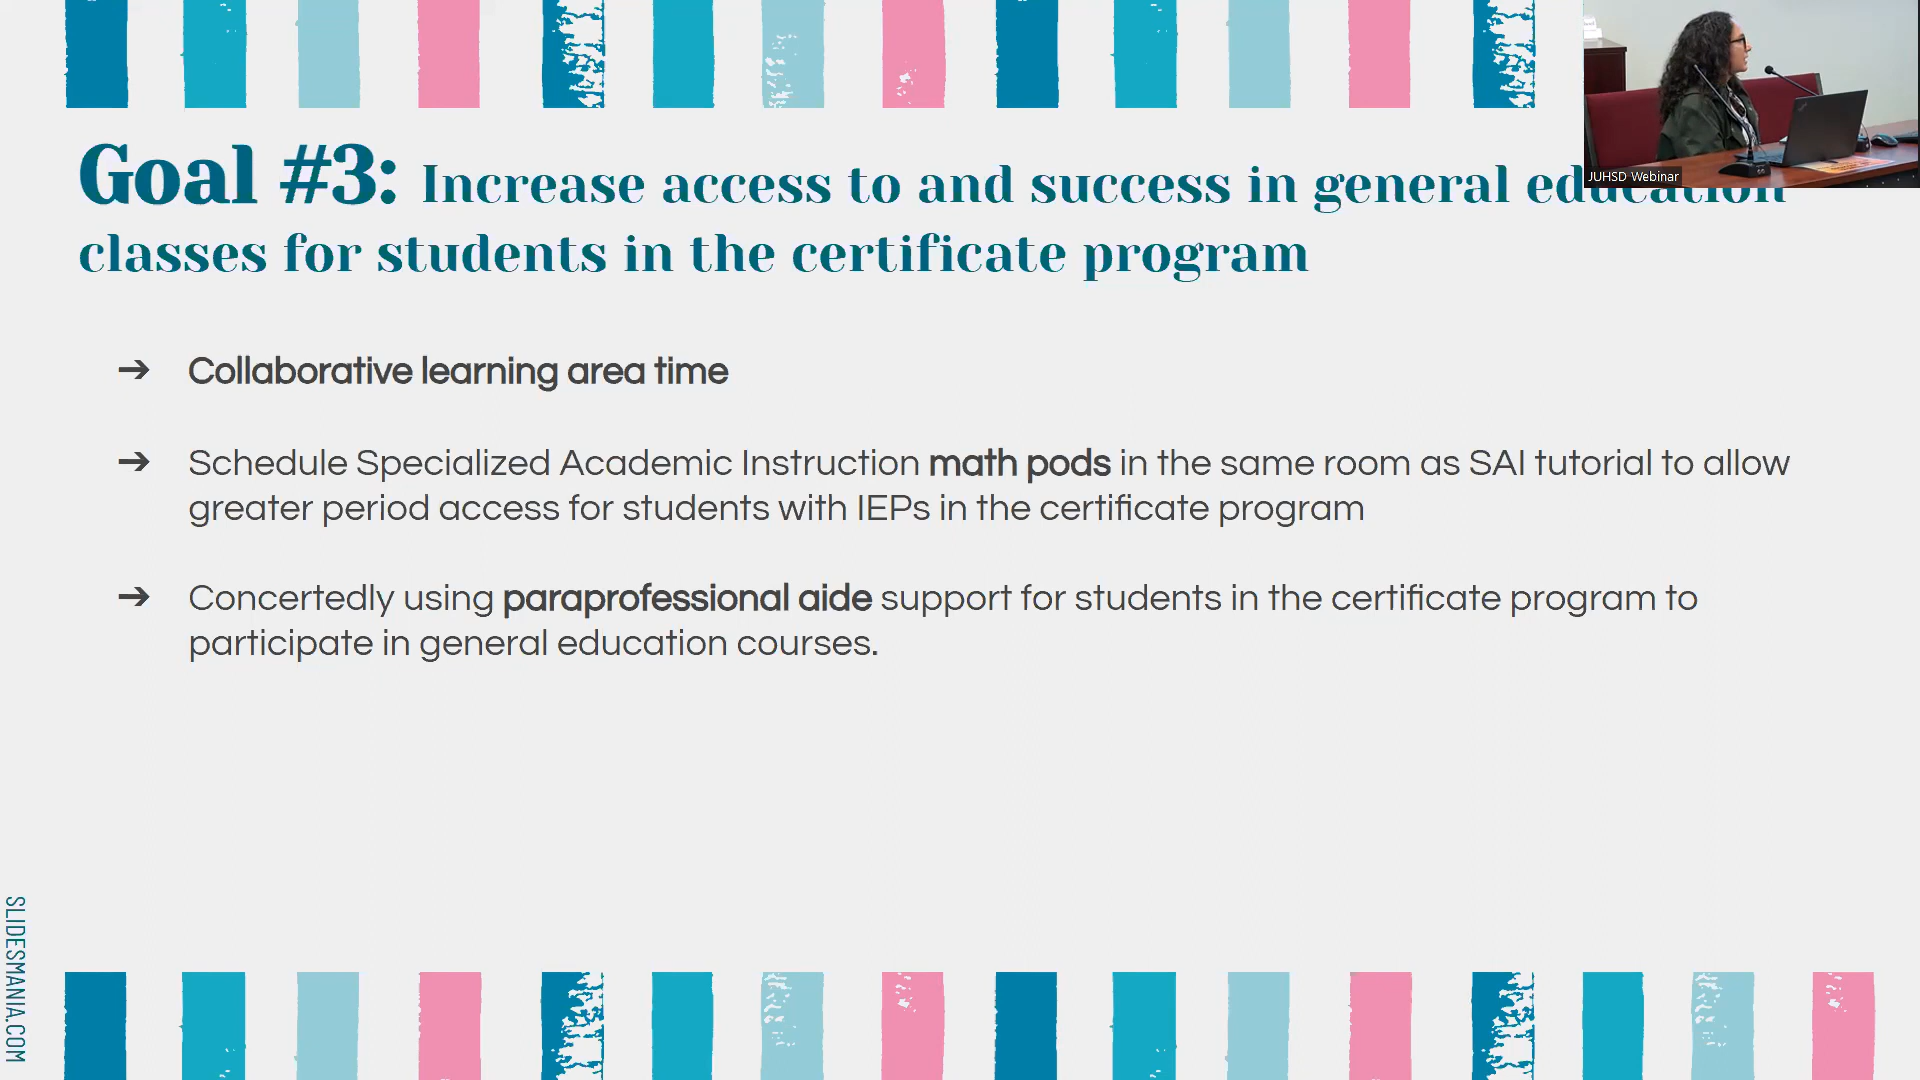 Goal #3: Increase access to and success in general education
classes for students in the certificate program
➔ Collaborative learning area time
➔ Schedule Specialized Academic Instruction math pods in the same room as SAI tutorial to allow
greater period access for students with IEPs in the certificate program
➔ Concertedly using paraprofessional aide support for students in the certificate program to
participate in general education courses.
JUHSD Webinar
SLIDESMANIA.COM